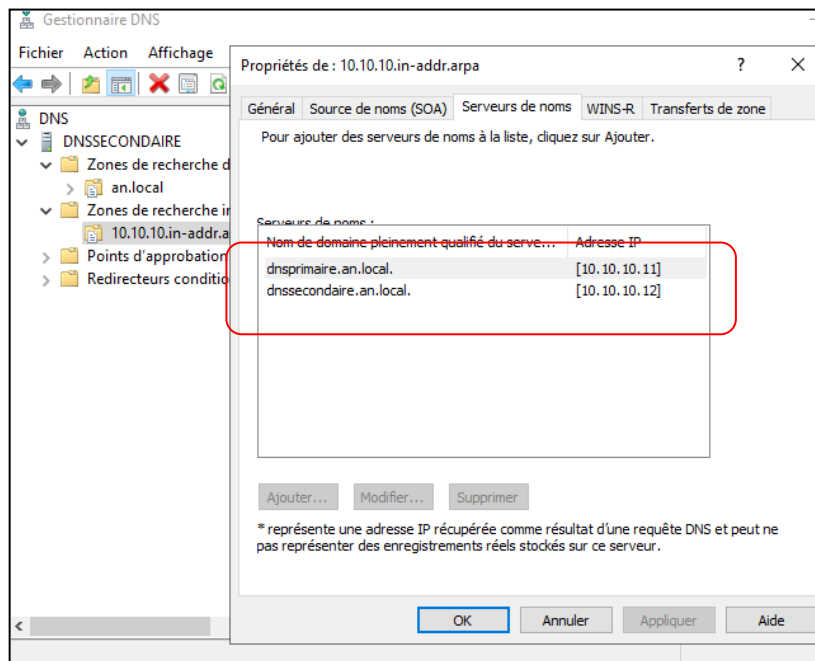 Gestionnaire DNS
Fichier Action Affichage
DNS
DNSSECONDAIRE
Zones de recherche d
an.local
Zones de recherche ir
10.10.10.in-addr.a
Points d'approbation
Redirecteurs conditio
Propriétés de : 10.10.10.in-addr.arpa ? X
Général Source de noms (SOA) Serveurs de noms WINS-R Transferts de zone
Pour ajouter des serveurs de noms à la liste, cliquez sur Ajouter.
Serveurs de noms :
Nom de domaine pleinement qualifié du serve... Adresse IP
dnsprimaire.an.local. [10.10.10.11]
dnssecondaire.an.local. [10.10.10.12]
Ajouter... Modifier... Supprimer
* représente une adresse IP récupérée comme résultat d'une requête DNS et peut ne
pas représenter des enregistrements réels stockés sur ce serveur.
OK Annuler Appliquer Aide